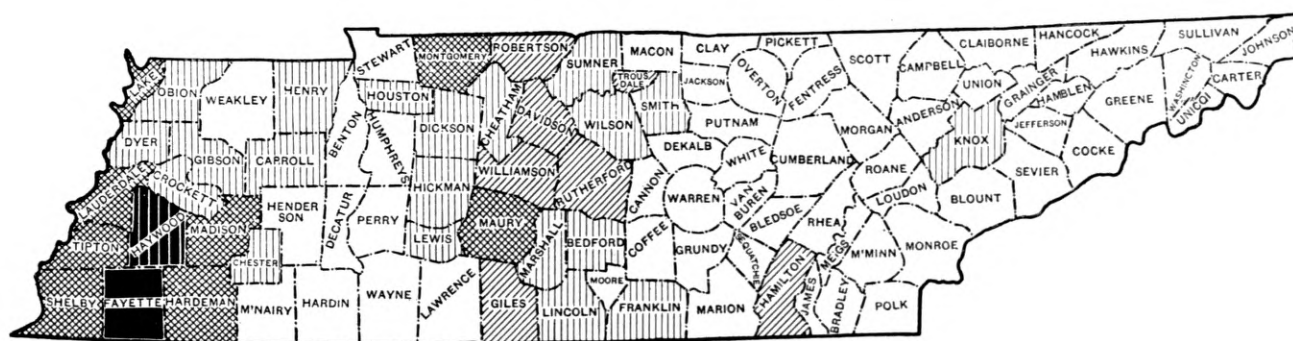 LAKE
OBION
WEAKLEY
HENRY
STEWART
MONTGOMERY
ROBERTSON
SUMNER
MACON
TROUS-
DALE
CLAY
JACKSON
PICKETT
OVERTON
FENTRESS
SCOTT
CAMPBELL
CLAIBORNE
HANCOCK
HAWKINS
SULLIVAN
JOHNSON
UNION
GRAINGER
HAMBLEN
GREENE
WASHINGTON
CARTER
UNICOI
DYER
GIBSON
CARROLL
BENTON
HOUSTON
HUMPHREYS
DICKSON
CHEATHAM
DAVIDSON
WILSON
SMITH
PUTNAM
DEKALB
WHITE
CUMBERLAND
MORGAN
ANDERSON
KNOX
JEFFERSON
COCKE
SEVIER
LAUDERDALE
CROCKETT
HAYWOOD
MADISON
HENDER
SON
DECATUR
PERRY
HICKMAN
LEWIS
WILLIAMSON
MAURY
RUTHERFORD
CANNON
WARREN
VAN
BUREN
BLEDSOE
RHEA
ROANE
LOUDON
BLOUNT
TIPTON
CHESTER
MARSHALL
BEDFORD
COFFEE
GRUNDY
SEQUATCHIE
HAMILTON
MEIGS
M'MINN
MONROE
SHELBY
FAYETTE
HARDEMAN
M'NAIRY
HARDIN
WAYNE
LAWRENCE
GILES
LINCOLN
MOORE
FRANKLIN
MARION
JAMES
BRADLEY
POLK